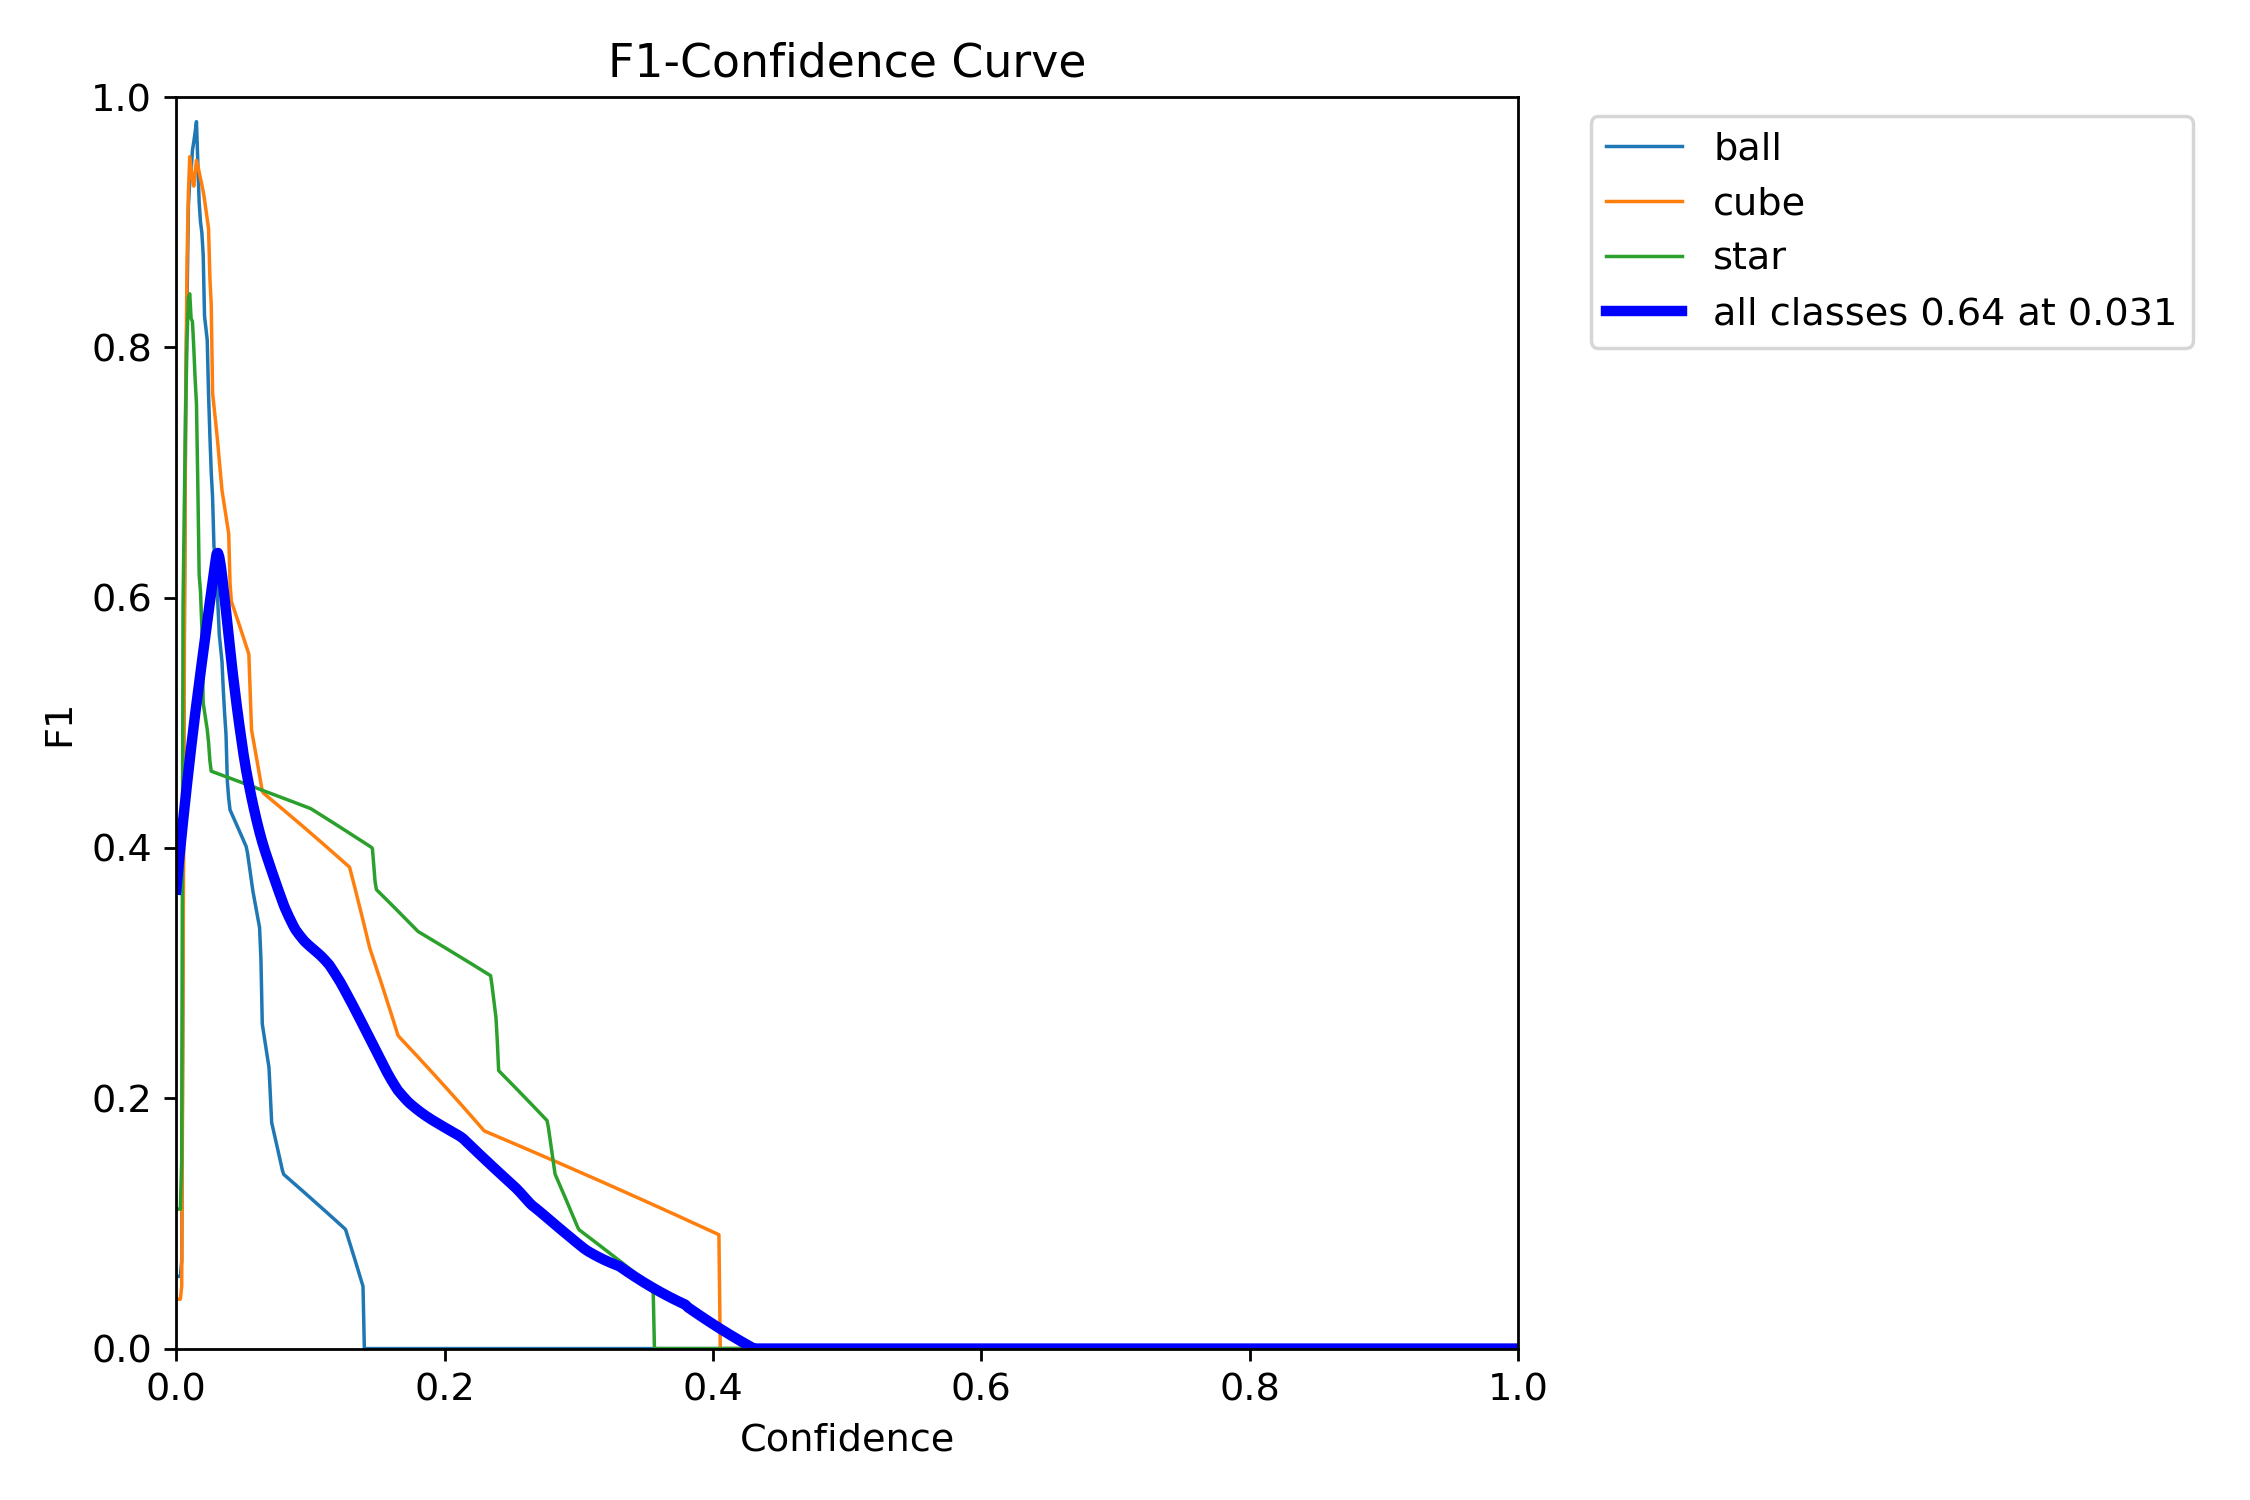 F1-Confidence Curve
1.0
0.8
0.6
0.4
0.2
0.0
F1
0.0 0.2 0.4 0.6 0.8 1.0
Confidence
ball
cube
star
all classes 0.64 at 0.031